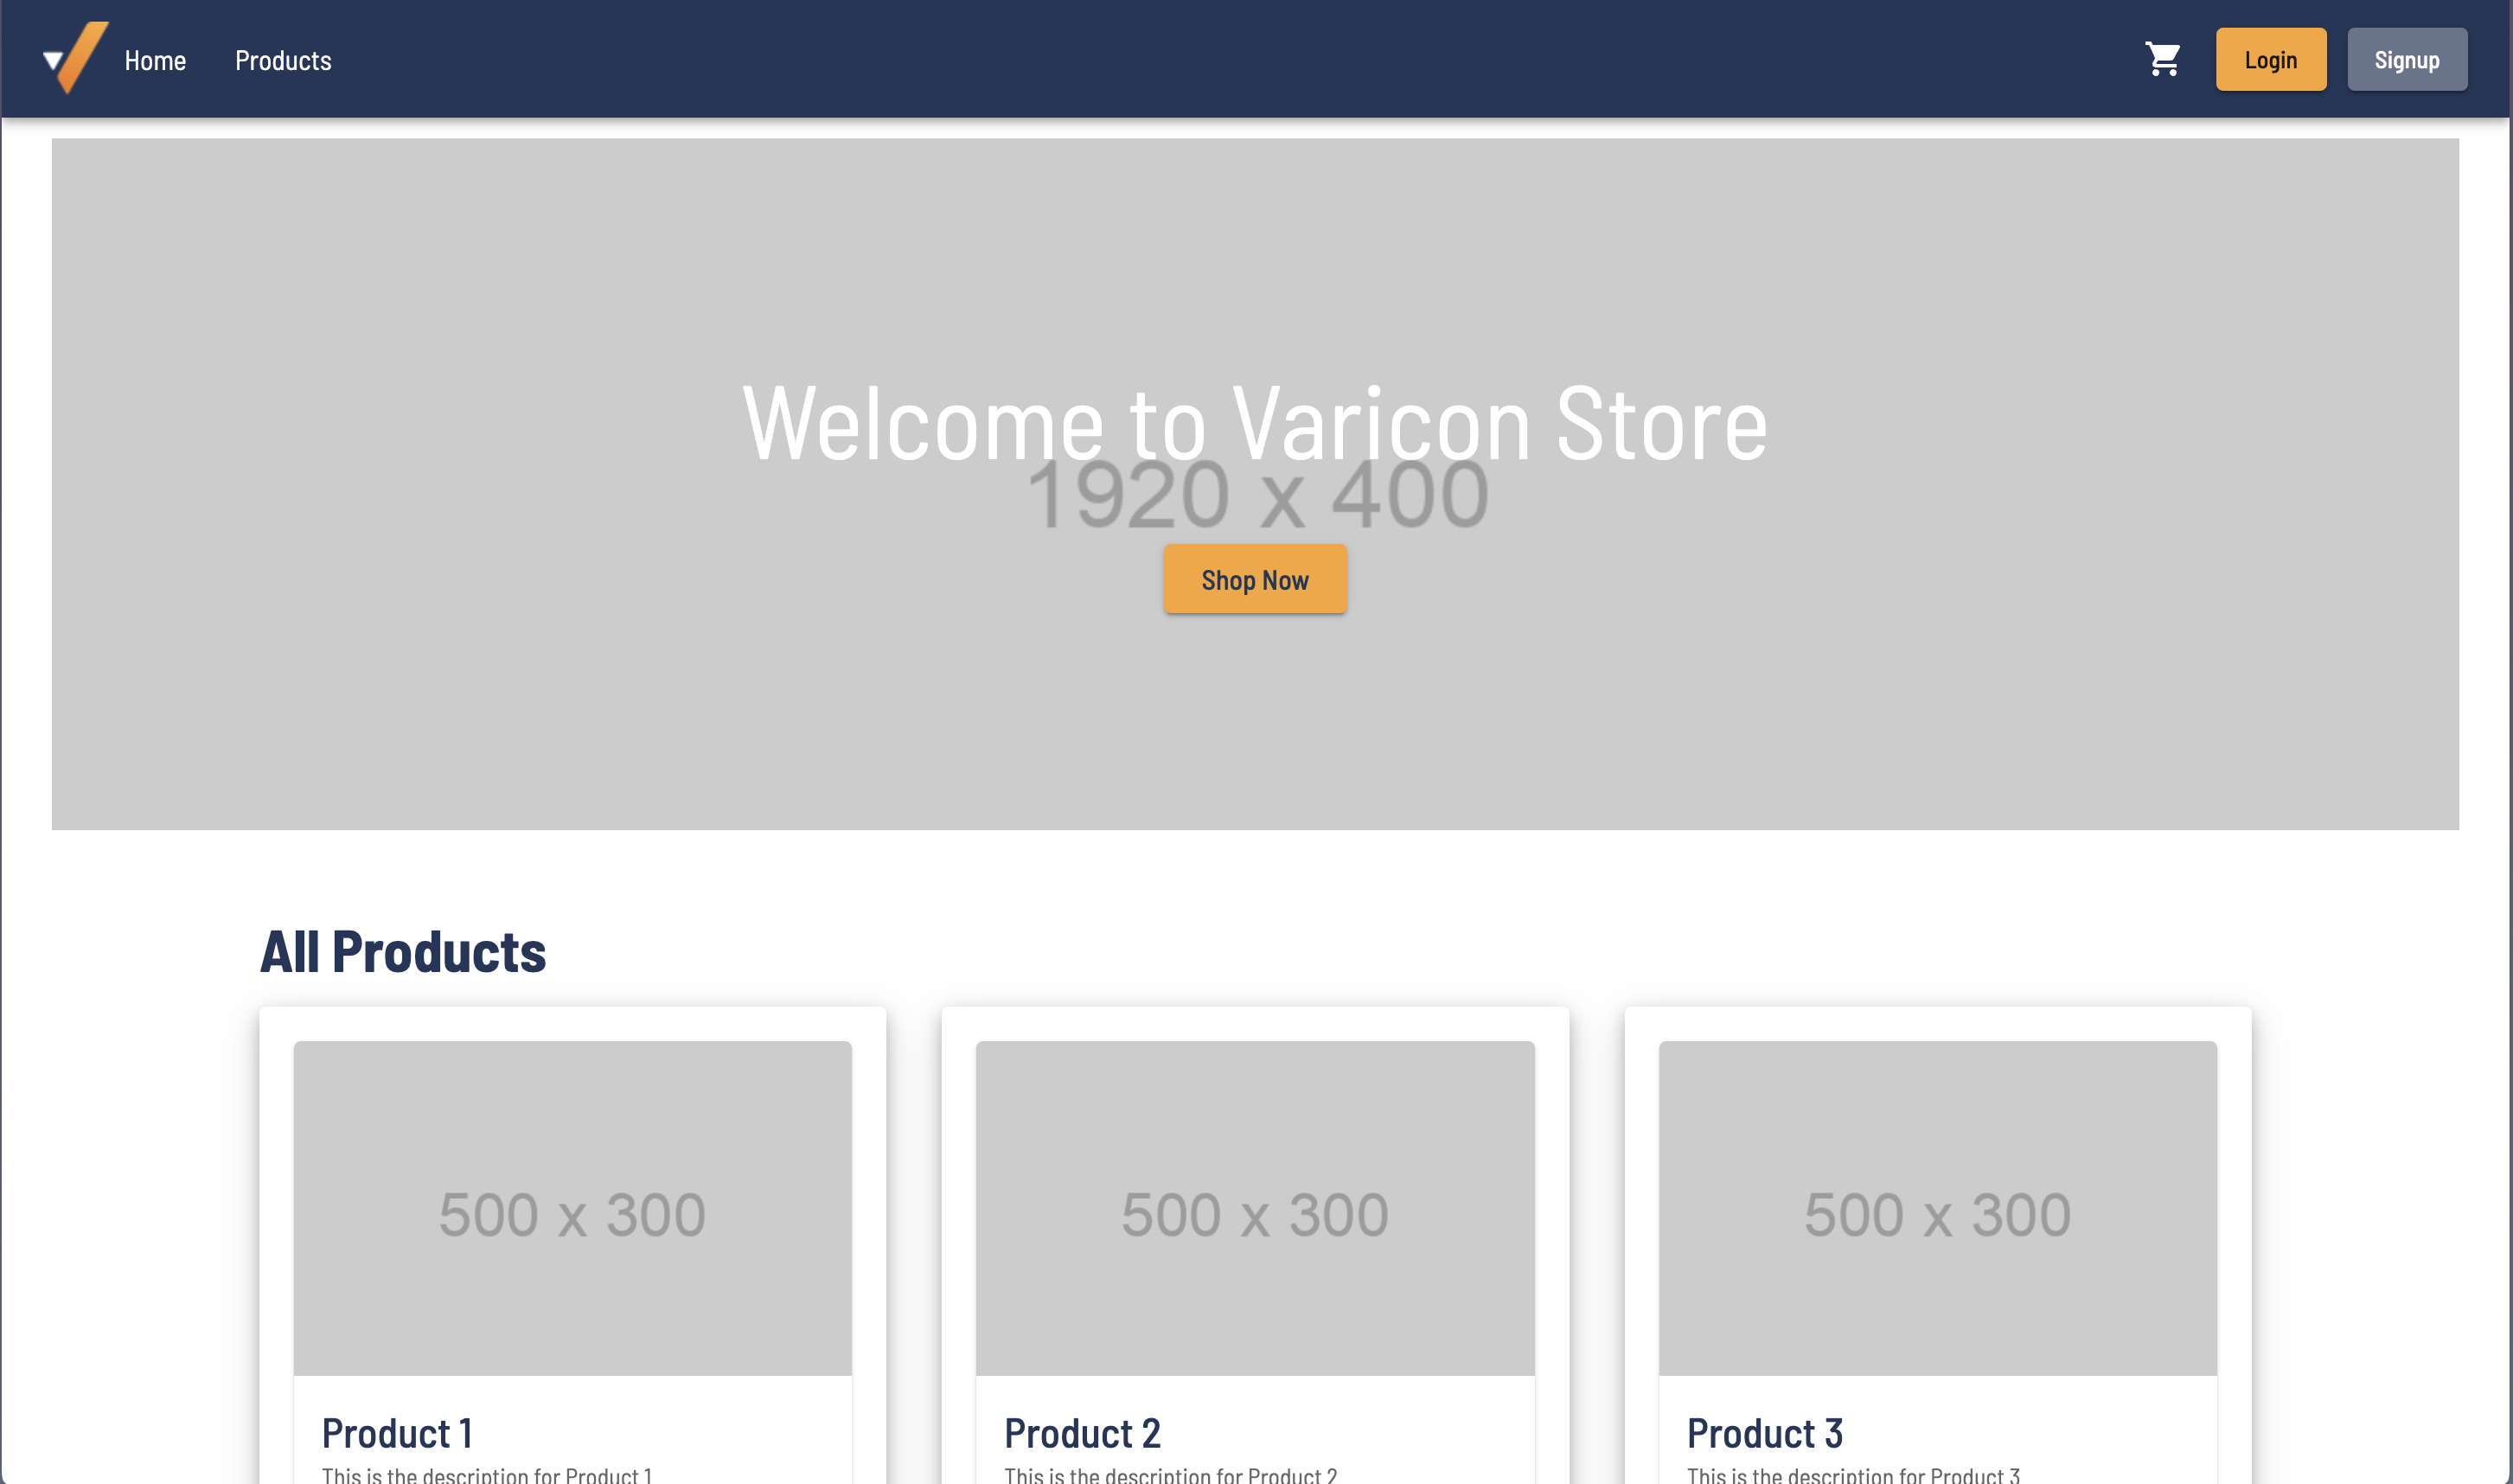 Home Products Login Signup
Welcome to Varicon Store
1920 x 400
Shop Now
All Products
500 x 300 500 x 300 500 x 300
Product 1 Product 2 Product 3
This is the description for Product 1 This is the description for Product 2 This is the description for Product 3